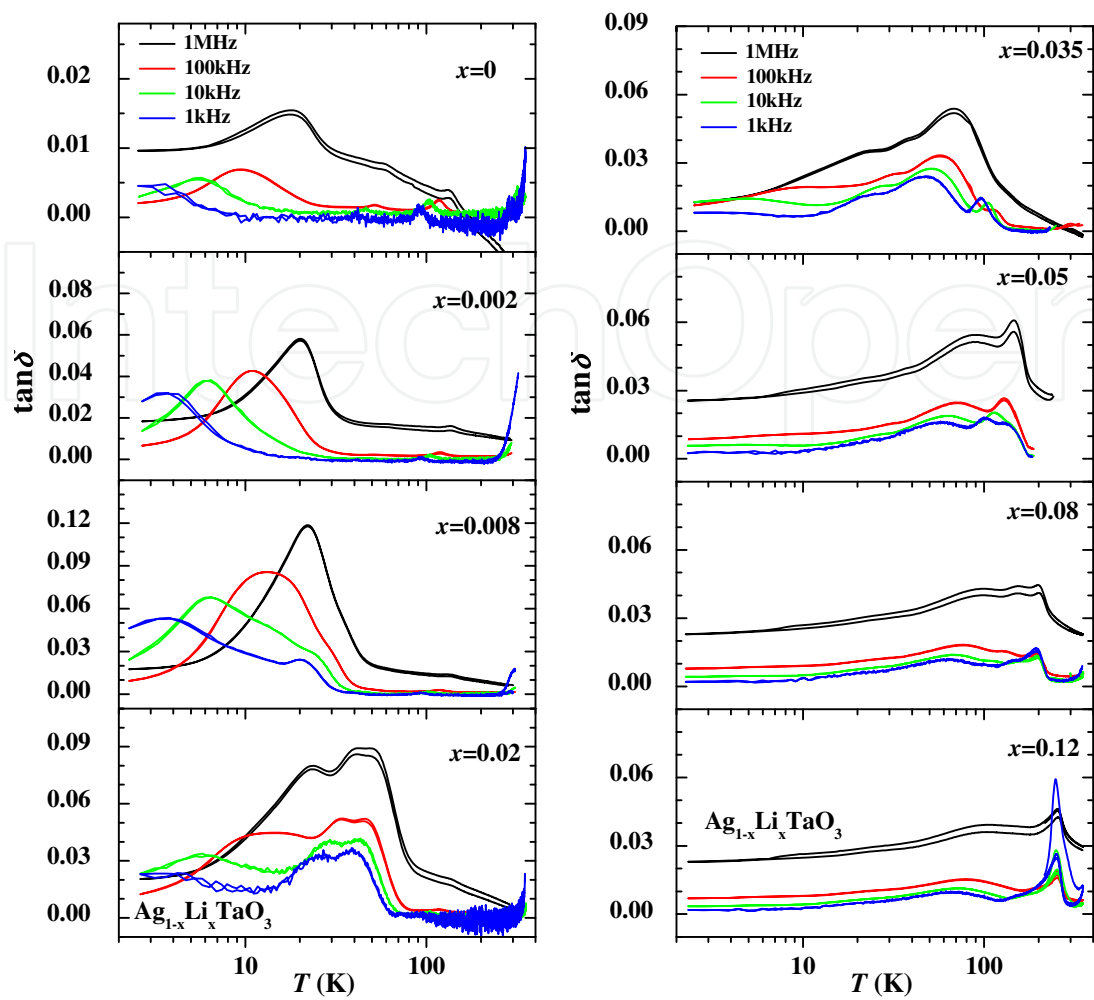 1MHz
100kHz
10kHz
1kHz
x=0
0.02
0.01
0.00
x=0.002
0.08
0.06
0.04
0.02
0.00
x=0.008
0.12
0.09
0.06
0.03
0.00
x=0.02
0.09
0.06
0.03
0.00
Ag1-xLixTaO3
tanδ
10
100
T (K)
0.09
x=0.035
1MHz
100kHz
10kHz
1kHz
0.06
0.03
0.00
x=0.05
0.06
0.03
0.00
x=0.08
0.06
0.03
0.00
x=0.12
0.06
Ag1-xLixTaO3
0.03
0.00
tanδ
10
100
T (K)
IntechOpen